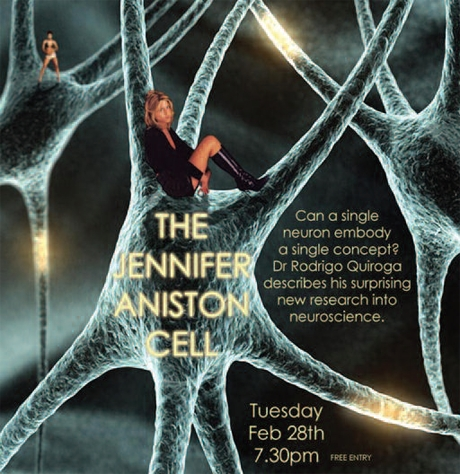 THE
JENNIFER
ANISTON
CELL
Can a single
neuron embody
a single concept?
Dr Rodrigo Quiroga
describes his surprising
new research into
neuroscience.
Tuesday
Feb 28th
7.30pm FREE ENTRY